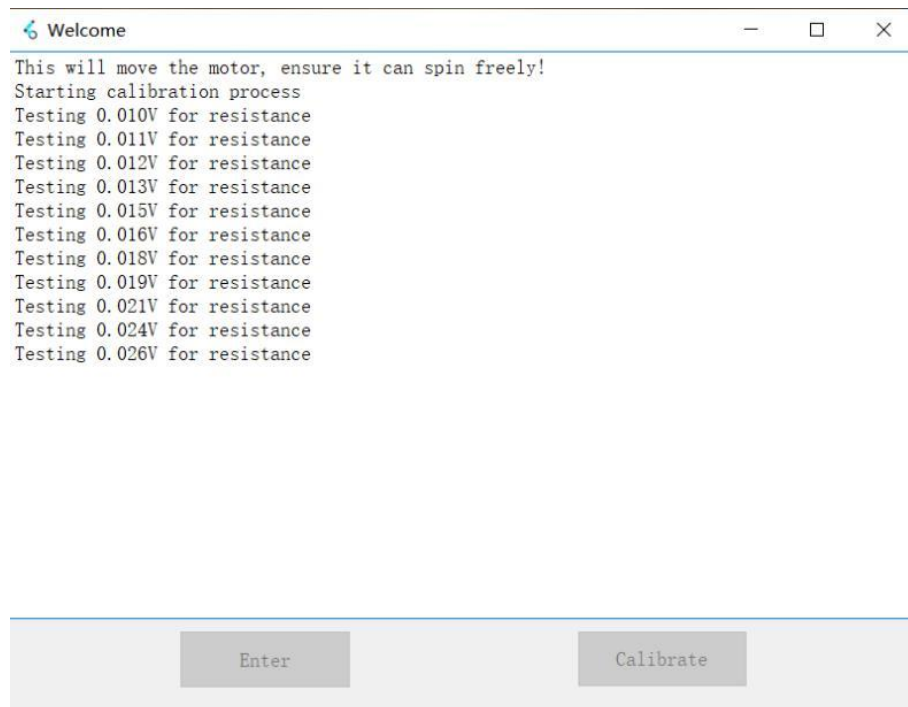 Welcome
This will move the motor, ensure it can spin freely!
Starting calibration process
Testing 0.010V for resistance
Testing 0.011V for resistance
Testing 0.012V for resistance
Testing 0.013V for resistance
Testing 0.015V for resistance
Testing 0.016V for resistance
Testing 0.018V for resistance
Testing 0.019V for resistance
Testing 0.021V for resistance
Testing 0.024V for resistance
Testing 0.026V for resistance
Enter
Calibrate